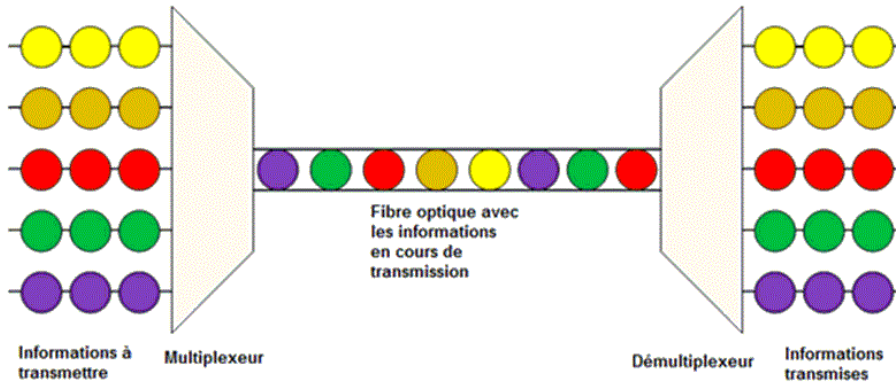 Fibre optique avec
les informations
en cours de
transmission
Informations à
transmettre
Multiplexeur
Démultiplexeur
Informations
transmises